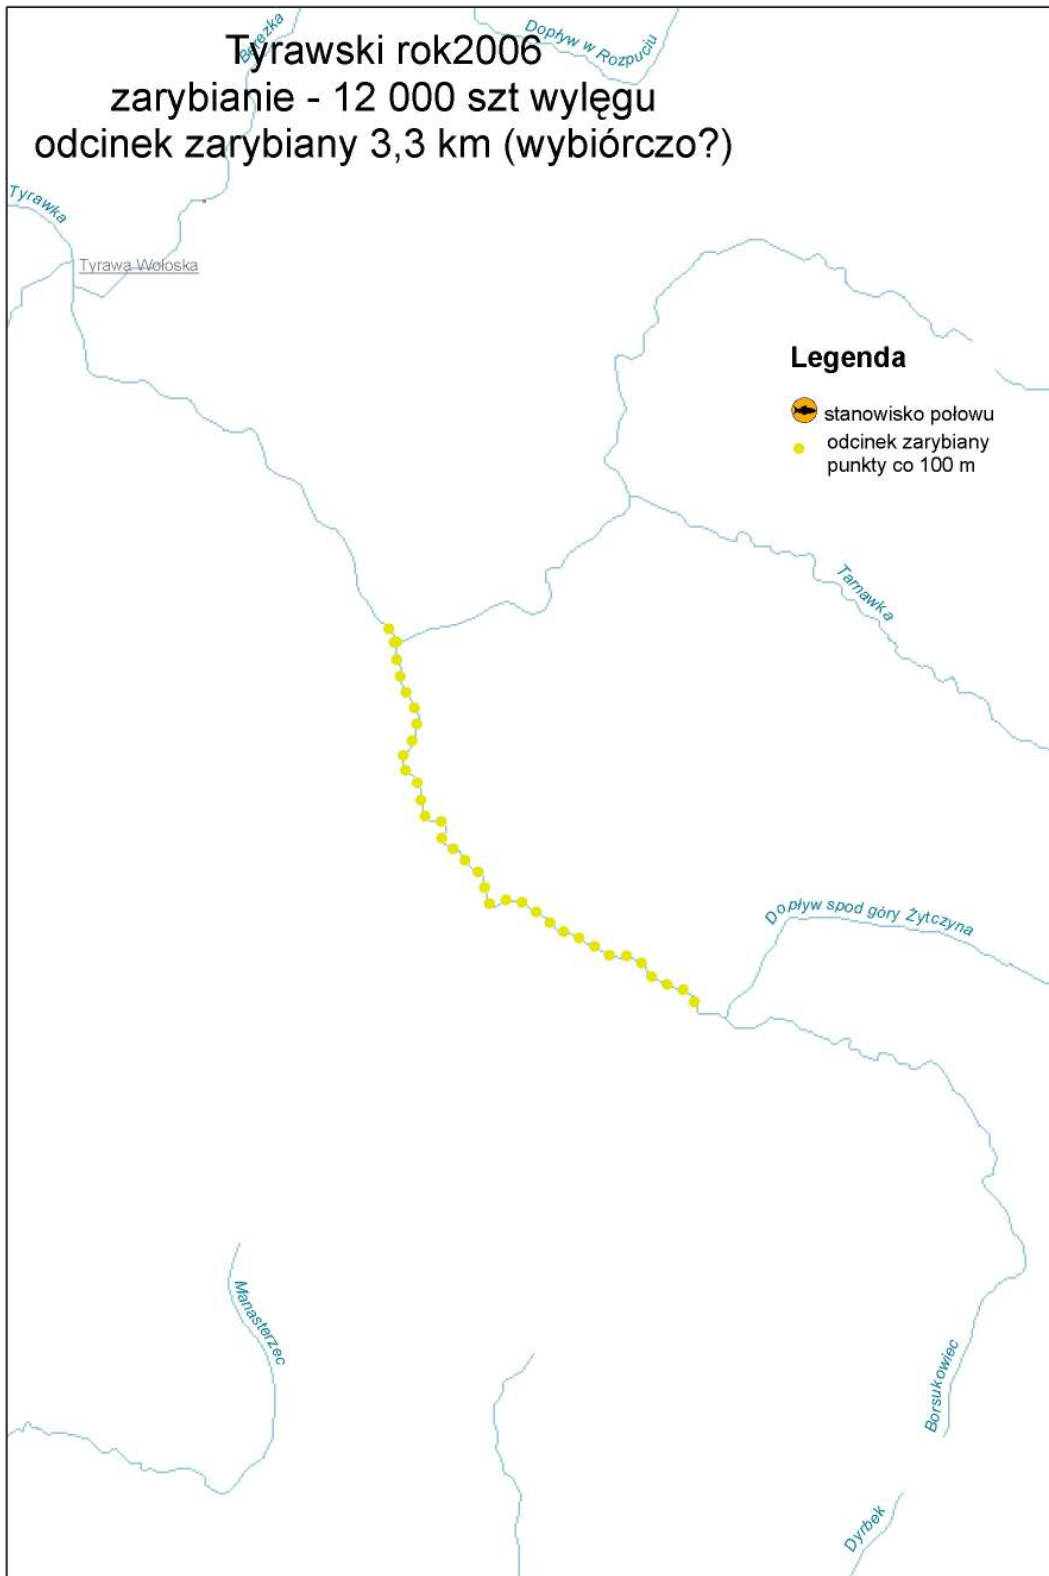 Tyrawski rok2006
zarybianie - 12 000 szt wylęgu
odcinek zarybiany 3,3 km (wybiórczo?)
Berezka
Dopływ w Rozpuciu
Tyrawka
Tyrawa Wołoska
Legenda
stanowisko połowu
odcinek zarybiany
punkty co 100 m
Tarnawka
Dopływ spod góry Żytczyna
Manasterzec
Borsukowiec
Dyrbek